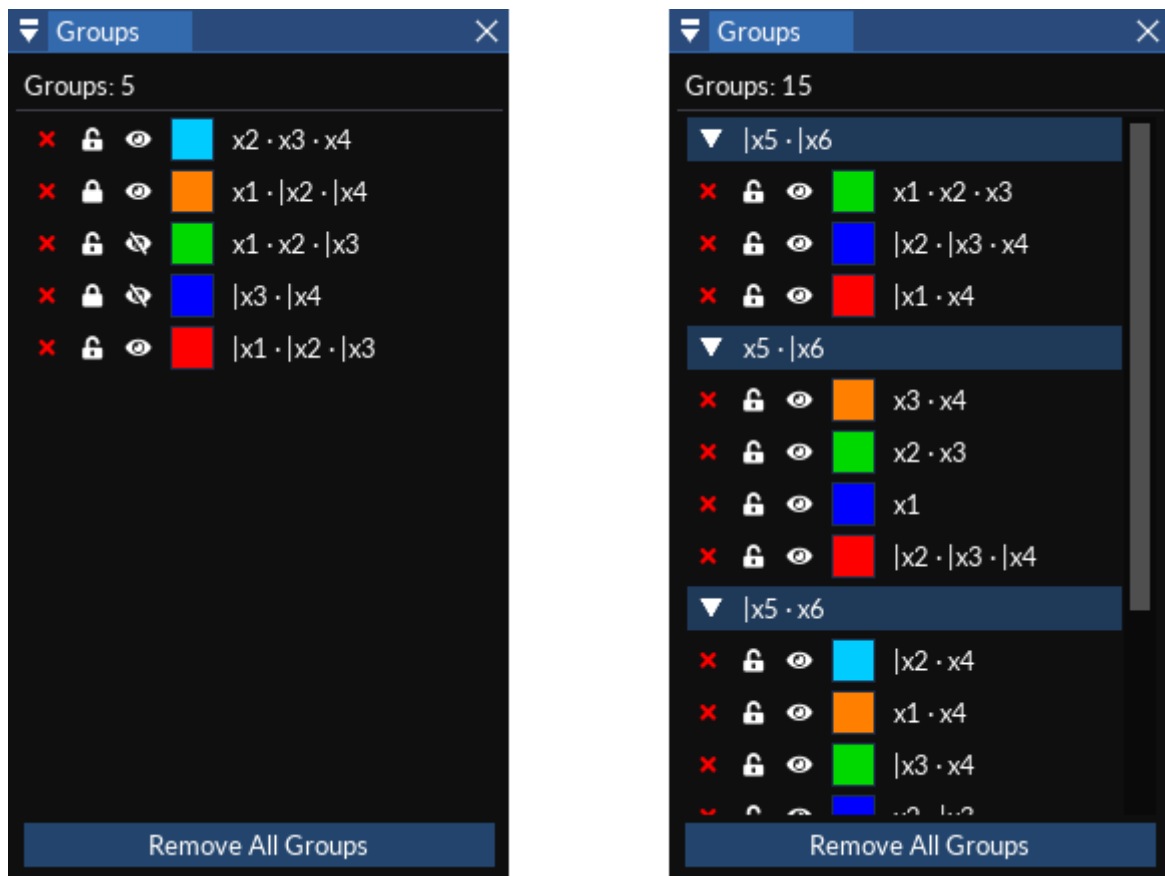 Groups
Groups: 5
x2 · x3 · x4
x1 · |x2 · |x4
x1 · x2 · |x3
|x3 · |x4
|x1 · |x2 · |x3
Remove All Groups
Groups
Groups: 15
|x5 · |x6
x1 · x2 · x3
|x2 · |x3 · x4
|x1 · x4
x5 · |x6
x3 · x4
x2 · x3
x1
|x2 · |x3 · |x4
|x5 · x6
|x2 · x4
x1 · x4
|x3 · x4
Remove All Groups